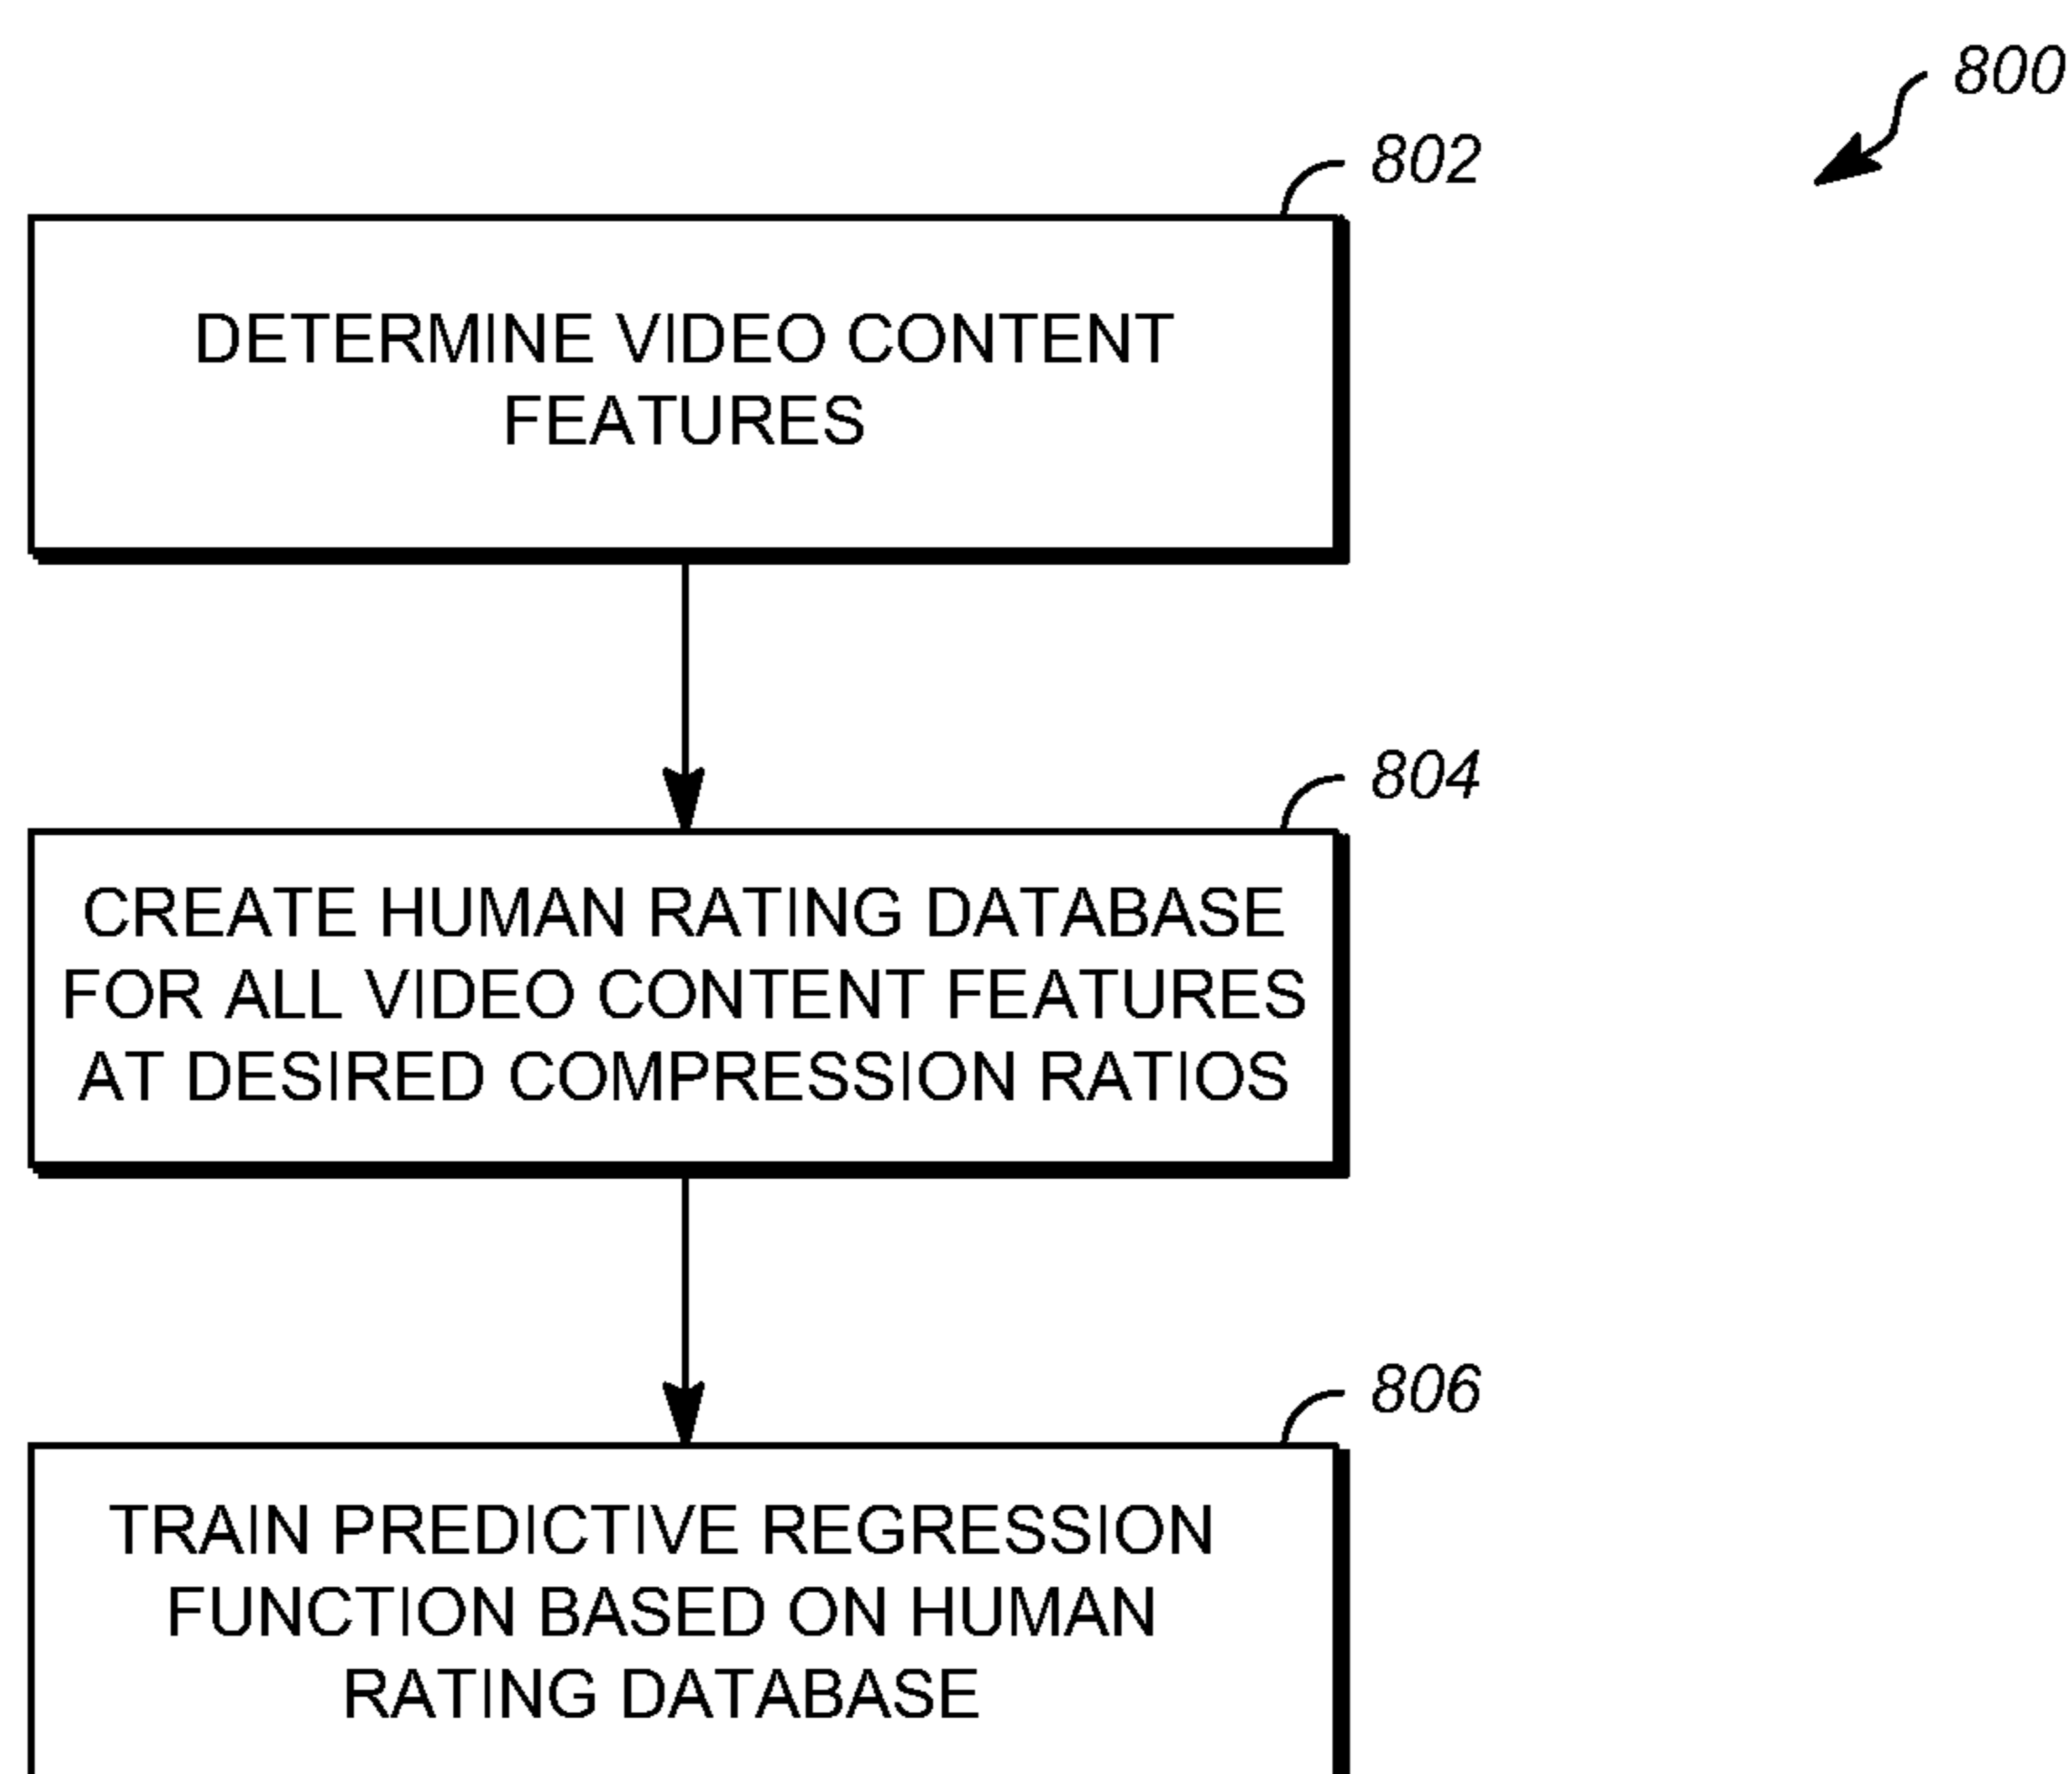 800
802
DETERMINE VIDEO CONTENT
FEATURES
804
CREATE HUMAN RATING DATABASE
FOR ALL VIDEO CONTENT FEATURES
AT DESIRED COMPRESSION RATIOS
806
TRAIN PREDICTIVE REGRESSION
FUNCTION BASED ON HUMAN
RATING DATABASE